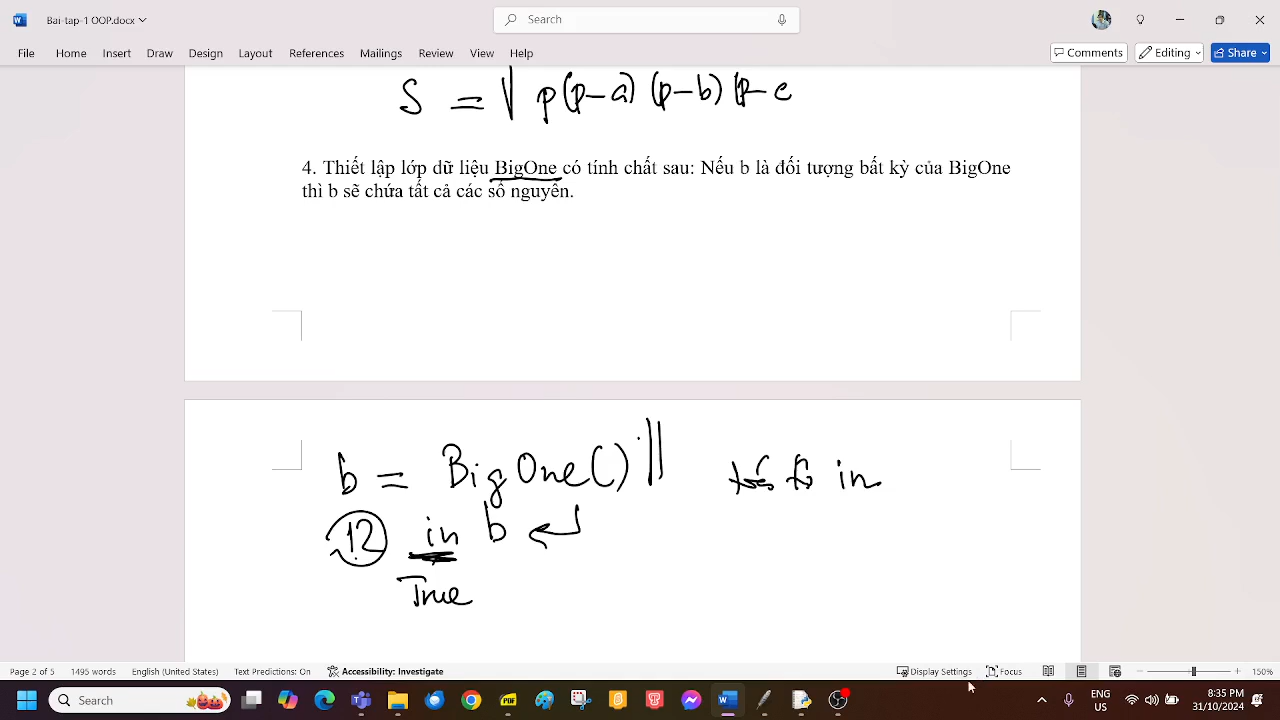 Bai-tap-1 OOP.docx
Search
File Home Insert Draw Design Layout References Mailings Review View Help
Comments Editing Share
S = √ p(p-a) (p-b) (p-c
4. Thiết lập lớp dữ liệu BigOne có tính chất sau: Nếu b là đối tượng bất kỳ của BigOne
thì b sẽ chứa tất cả các số nguyên.
b = BigOne()
in
12 in b
True
Page 2 of 5 1495 words English (United States) Text Predictions: On Accessibility: Investigate Display Settings Focus 150%
Search PDF ENG US 8:35 PM 31/10/2024